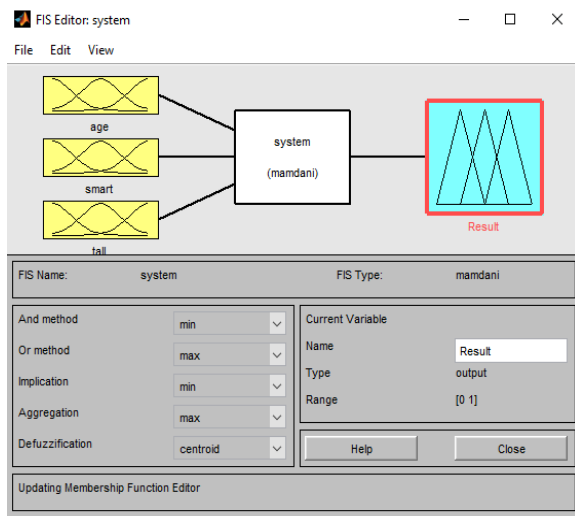 FIS Editor: system
File Edit View
age
smart
tall
system
(mamdani)
Result
FIS Name: system FIS Type: mamdani
And method min
Or method max
Implication min
Aggregation max
Defuzzification centroid
Current Variable
Name Result
Type output
Range [0 1]
Help Close
Updating Membership Function Editor